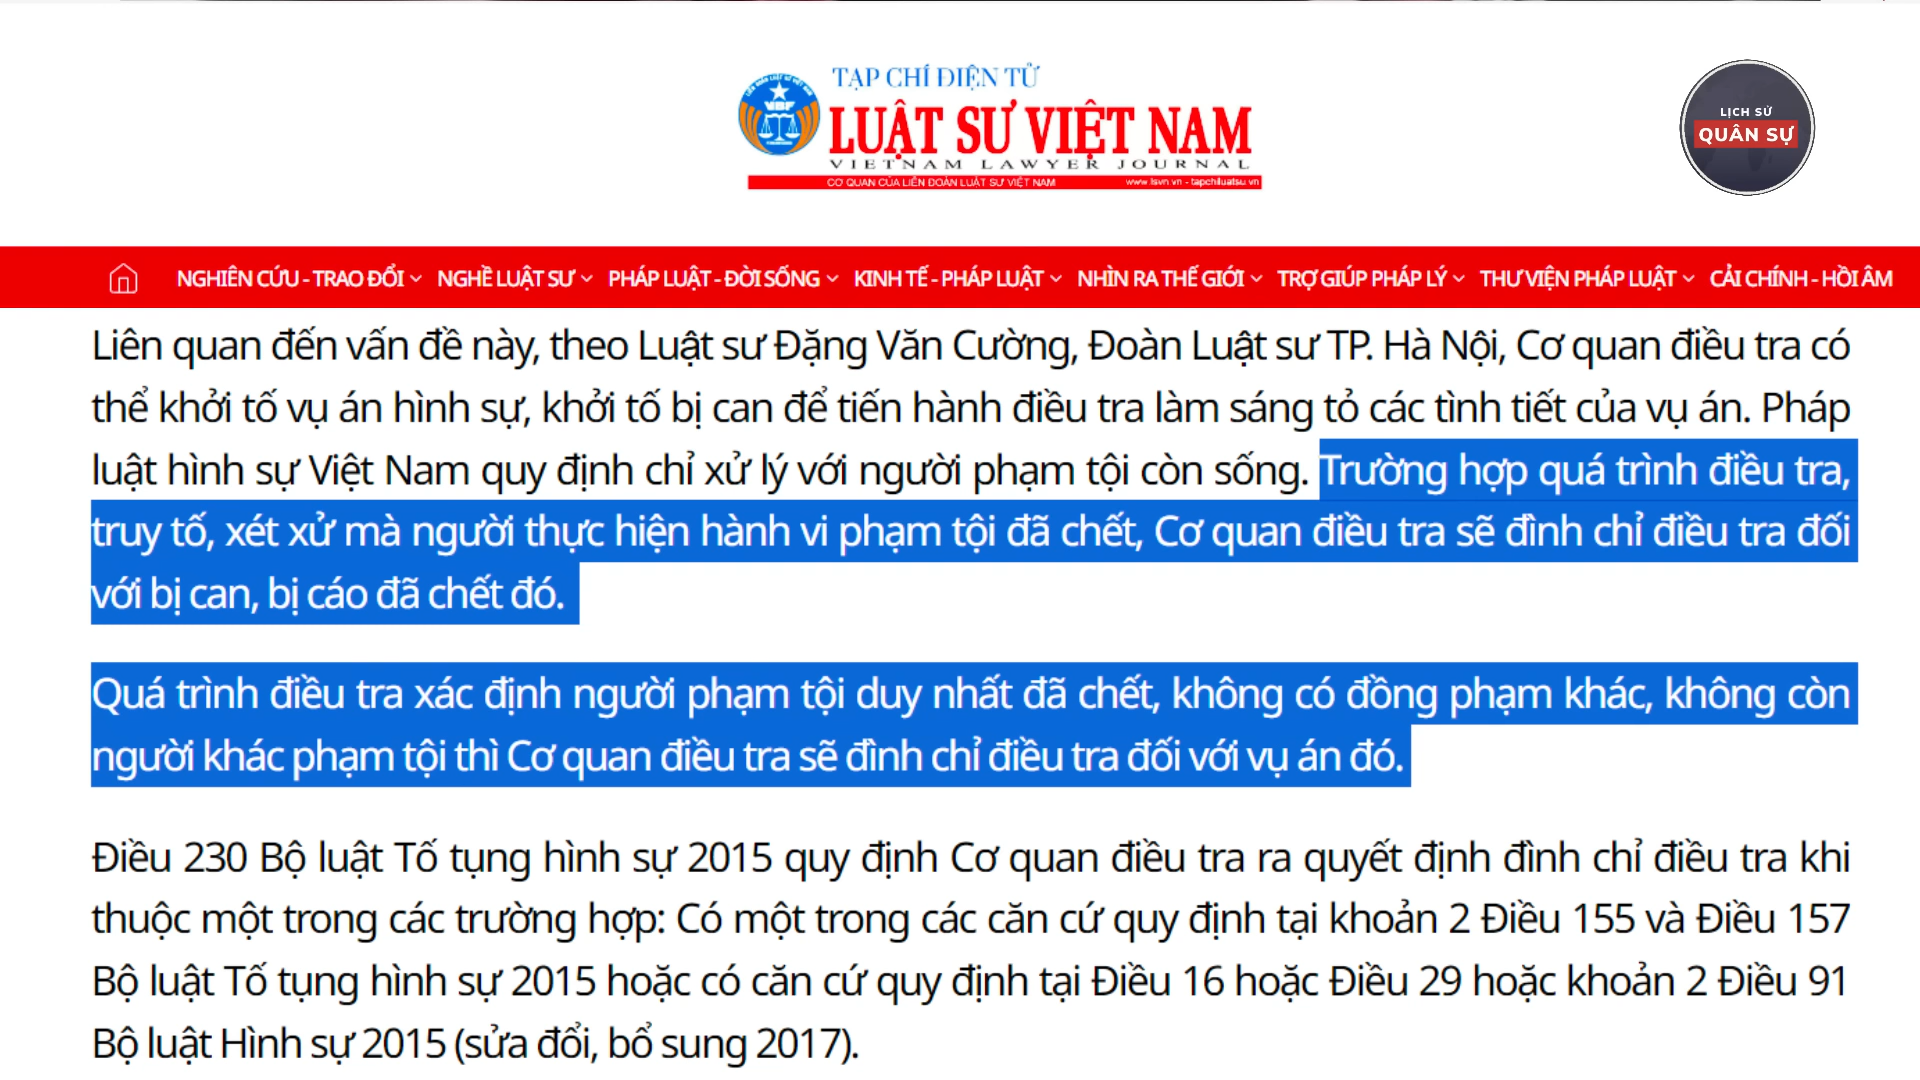 TẠP CHÍ ĐIỆN TỬ
LUẬT SƯ VIỆT NAM
VIETNAM LAWYER JOURNAL
CƠ QUAN CỦA LIÊN ĐOÀN LUẬT SƯ VIỆT NAM www.lsvn.vn - tapchiluatsu.vn
VBF
LỊCH SỬ
QUÂN SỰ
NGHIÊN CỨU - TRAO ĐỔI NGHỀ LUẬT SƯ PHÁP LUẬT - ĐỜI SỐNG KINH TẾ - PHÁP LUẬT NHÌN RA THẾ GIỚI TRỢ GIÚP PHÁP LÝ THƯ VIỆN PHÁP LUẬT CẢI CHÍNH - HỒI ÂM
Liên quan đến vấn đề này, theo Luật sư Đặng Văn Cường, Đoàn Luật sư TP. Hà Nội, Cơ quan điều tra có
thể khởi tố vụ án hình sự, khởi tố bị can để tiến hành điều tra làm sáng tỏ các tình tiết của vụ án. Pháp
luật hình sự Việt Nam quy định chỉ xử lý với người phạm tội còn sống. Trường hợp quá trình điều tra,
truy tố, xét xử mà người thực hiện hành vi phạm tội đã chết, Cơ quan điều tra sẽ đình chỉ điều tra đối
với bị can, bị cáo đã chết đó.
Quá trình điều tra xác định người phạm tội duy nhất đã chết, không có đồng phạm khác, không còn
người khác phạm tội thì Cơ quan điều tra sẽ đình chỉ điều tra đối với vụ án đó.
Điều 230 Bộ luật Tố tụng hình sự 2015 quy định Cơ quan điều tra ra quyết định đình chỉ điều tra khi
thuộc một trong các trường hợp: Có một trong các căn cứ quy định tại khoản 2 Điều 155 và Điều 157
Bộ luật Tố tụng hình sự 2015 hoặc có căn cứ quy định tại Điều 16 hoặc Điều 29 hoặc khoản 2 Điều 91
Bộ luật Hình sự 2015 (sửa đổi, bổ sung 2017).